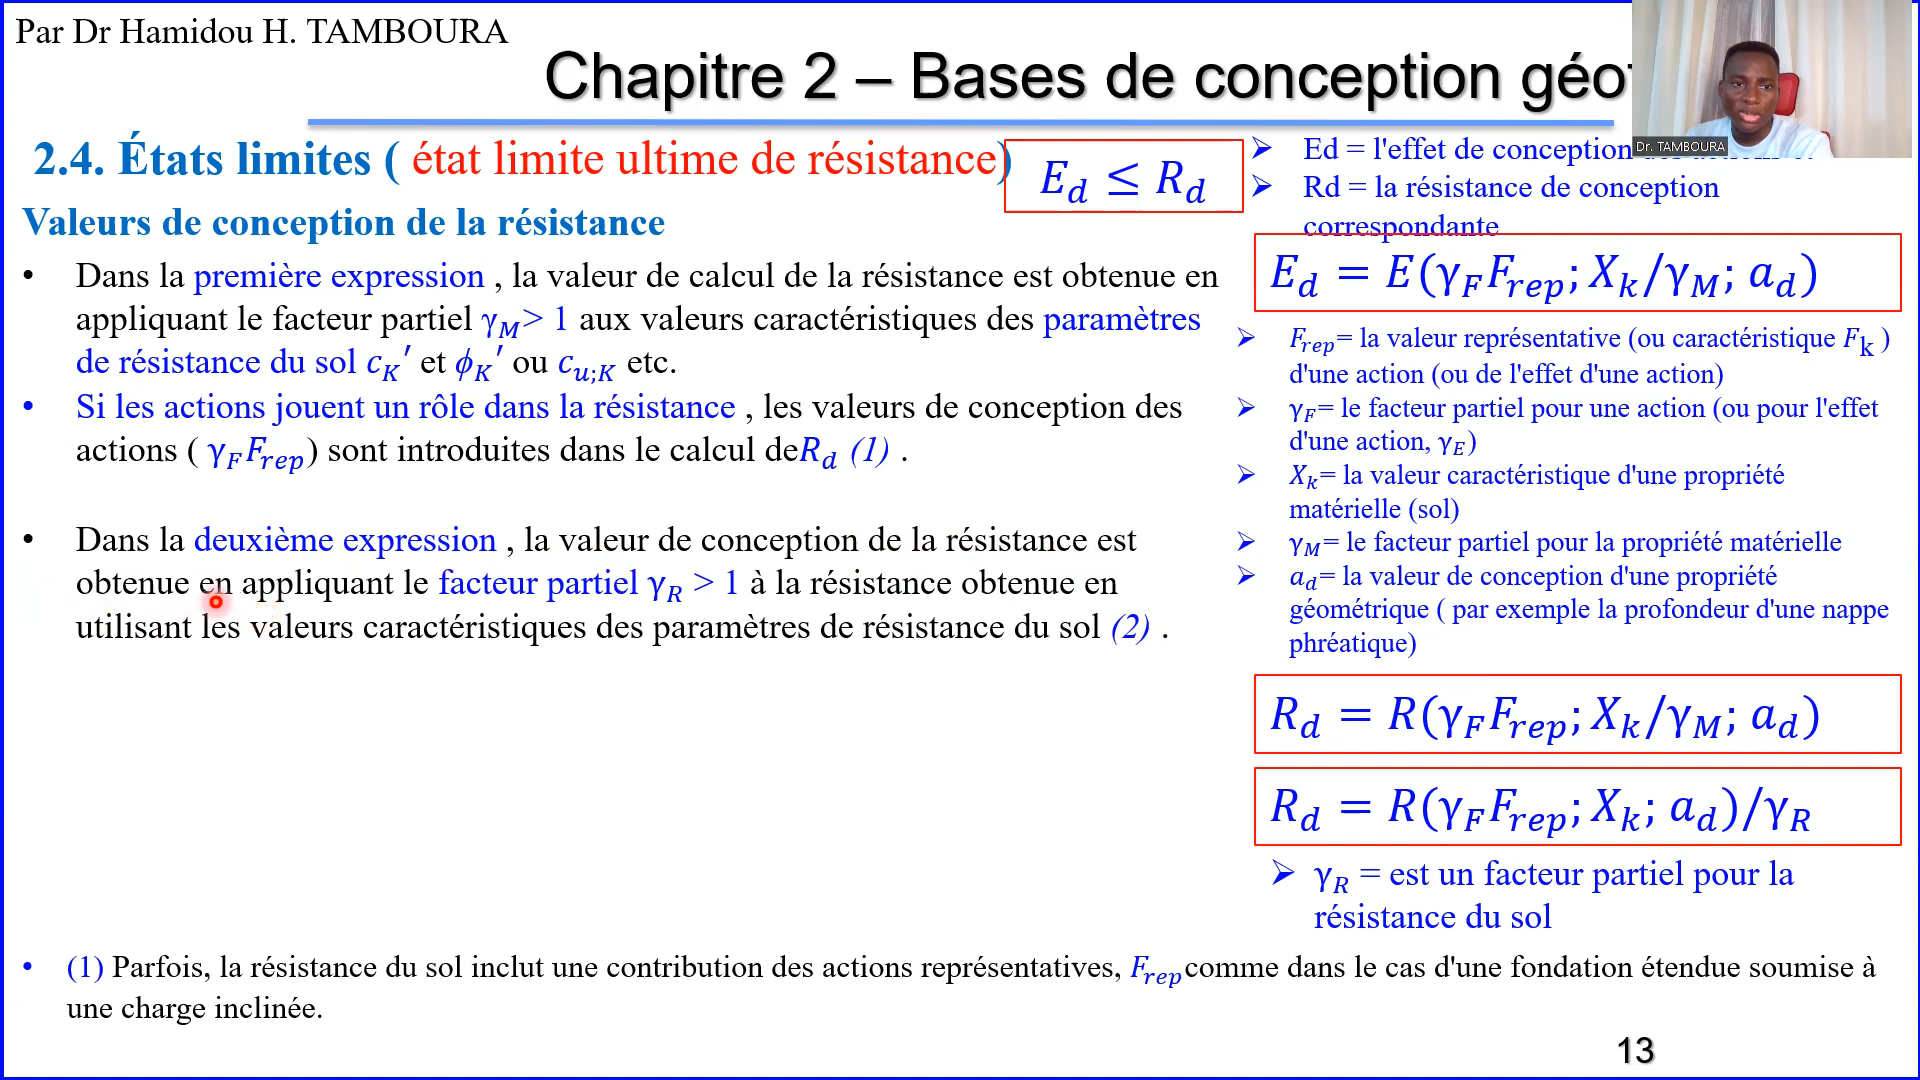 Par Dr Hamidou H. TAMBOURA
Chapitre 2 – Bases de conception géot
Dr. TAMBOURA
2.4. États limites ( état limite ultime de résistance)
E_d ≤ R_d
Ed = l'effet de conception
Rd = la résistance de conception
correspondante
Valeurs de conception de la résistance
• Dans la première expression , la valeur de calcul de la résistance est obtenue en
appliquant le facteur partiel γ_M> 1 aux valeurs caractéristiques des paramètres
de résistance du sol c_K′ et ϕ_K′ ou c_{u;K} etc.
• Si les actions jouent un rôle dans la résistance , les valeurs de conception des
actions ( γ_F F_rep) sont introduites dans le calcul deR_d (1) .
• Dans la deuxième expression , la valeur de conception de la résistance est
obtenue en appliquant le facteur partiel γ_R > 1 à la résistance obtenue en
utilisant les valeurs caractéristiques des paramètres de résistance du sol (2) .
E_d = E(γ_F F_rep; X_k/γ_M; a_d)
F_rep= la valeur représentative (ou caractéristique F_k )
d'une action (ou de l'effet d'une action)
γ_F= le facteur partiel pour une action (ou pour l'effet
d'une action, γ_E)
X_k= la valeur caractéristique d'une propriété
matérielle (sol)
γ_M= le facteur partiel pour la propriété matérielle
a_d= la valeur de conception d'une propriété
géométrique ( par exemple la profondeur d'une nappe
phréatique)
R_d = R(γ_F F_rep; X_k/γ_M; a_d)
R_d = R(γ_F F_rep; X_k; a_d)/γ_R
γ_R = est un facteur partiel pour la
résistance du sol
• (1) Parfois, la résistance du sol inclut une contribution des actions représentatives, F_rep comme dans le cas d'une fondation étendue soumise à
une charge inclinée.
13